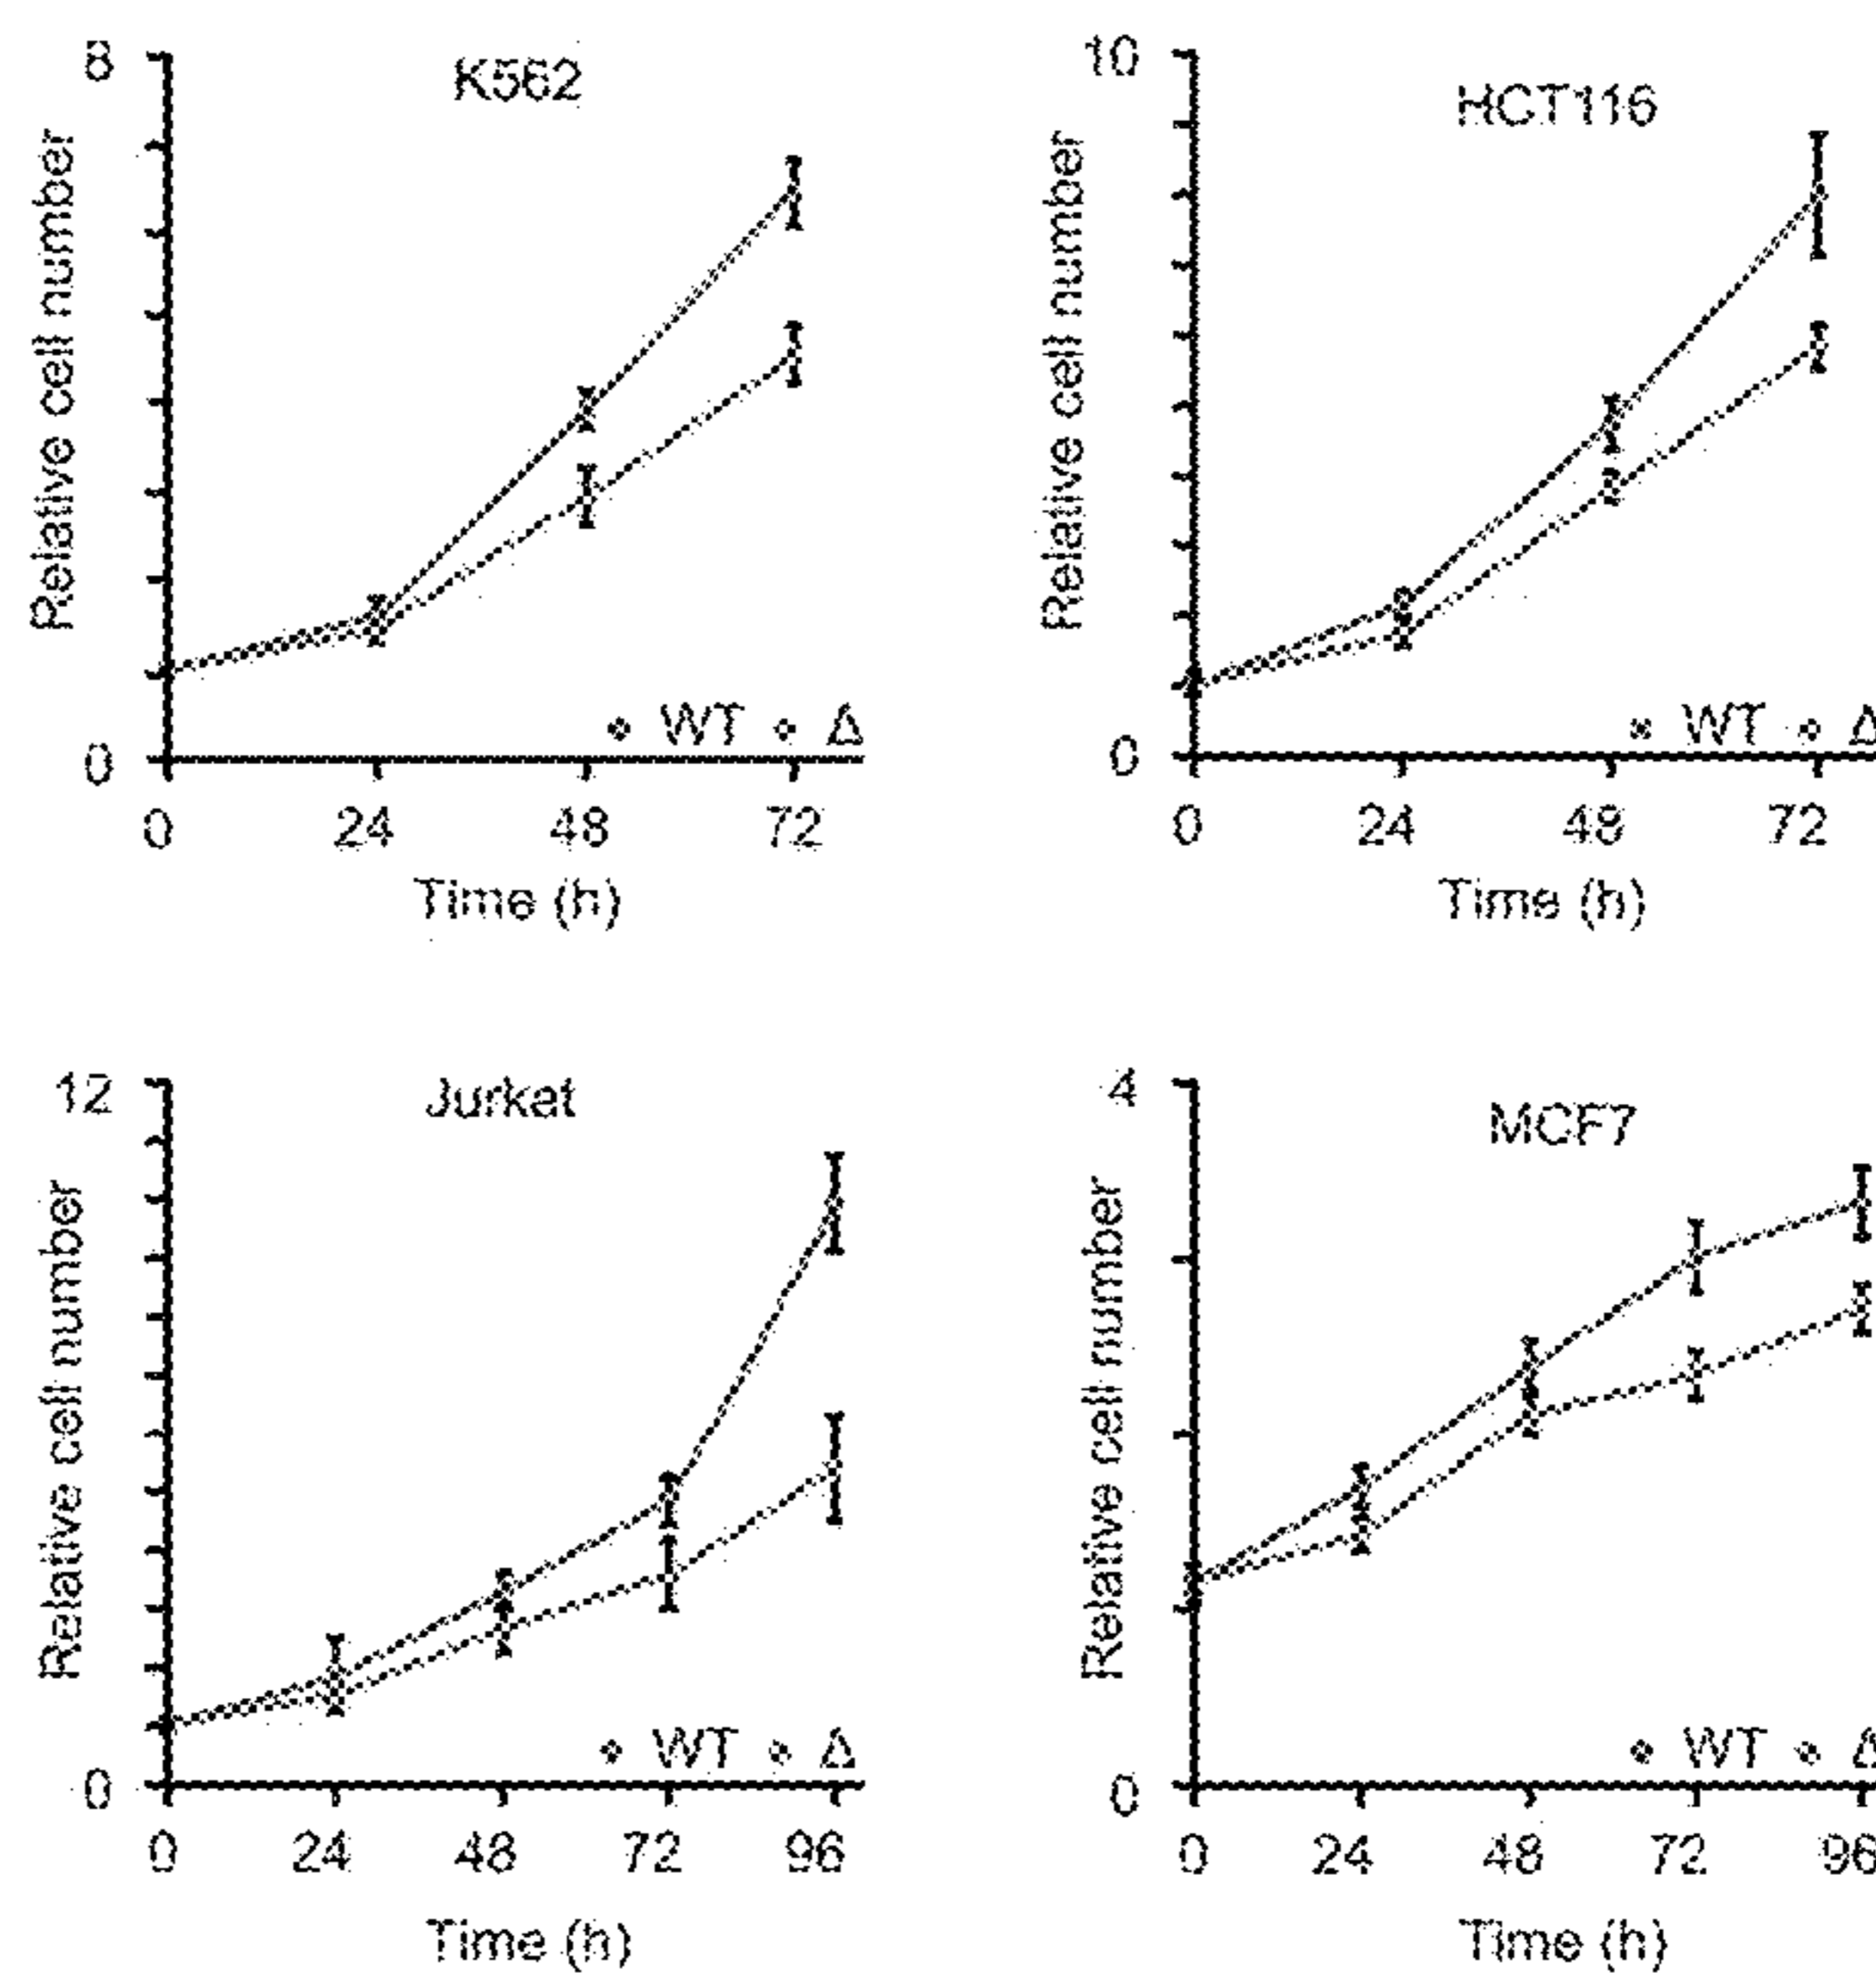 8
K562
Relative cell number
WT Δ
0
0 24 48 72
Time (h)
10
HCT116
Relative cell number
WT Δ
0
0 24 48 72
Time (h)
12
Jurkat
Relative cell number
WT Δ
0
0 24 48 72 96
Time (h)
4
MCF7
Relative cell number
WT Δ
0
0 24 48 72 96
Time (h)